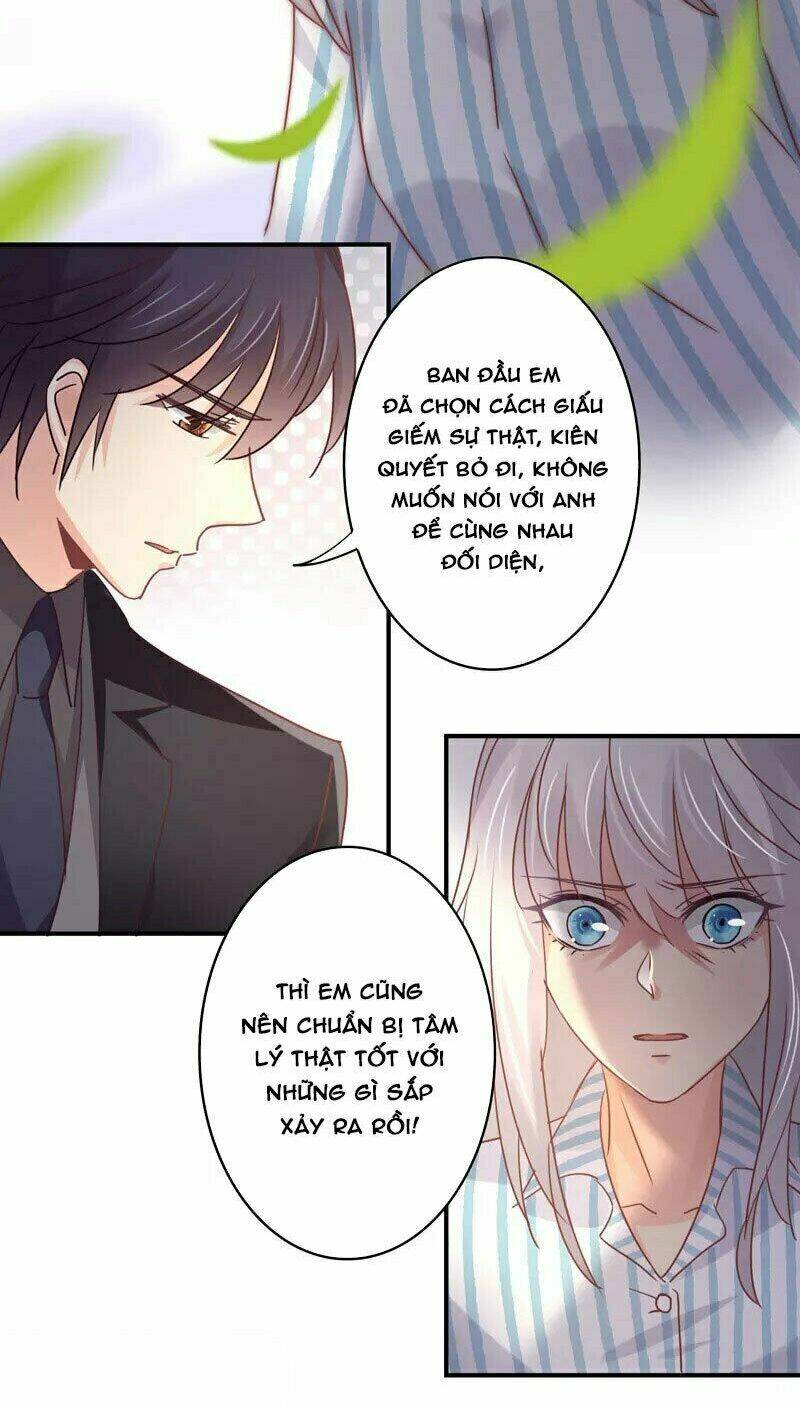 BAN ĐẦU EM
ĐÃ CHỌN CÁCH GIẤU
GIẾM SỰ THẬT, KIÊN
QUYẾT BỎ ĐI, KHÔNG
MUỐN NÓI VỚI ANH
ĐỂ CÙNG NHAU
ĐỐI DIỆN,
THÌ EM CŨNG
NÊN CHUẨN BỊ TÂM
LÝ THẬT TỐT VỚI
NHỮNG GÌ SẮP
XẢY RA RỒI!